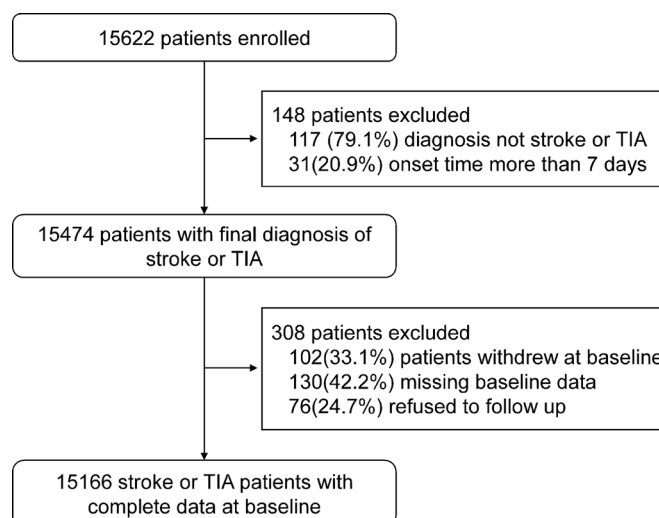 15622 patients enrolled
148 patients excluded
117 (79.1%) diagnosis not stroke or TIA
31(20.9%) onset time more than 7 days
15474 patients with final diagnosis of
stroke or TIA
308 patients excluded
102(33.1%) patients withdrew at baseline
130(42.2%) missing baseline data
76(24.7%) refused to follow up
15166 stroke or TIA patients with
complete data at baseline